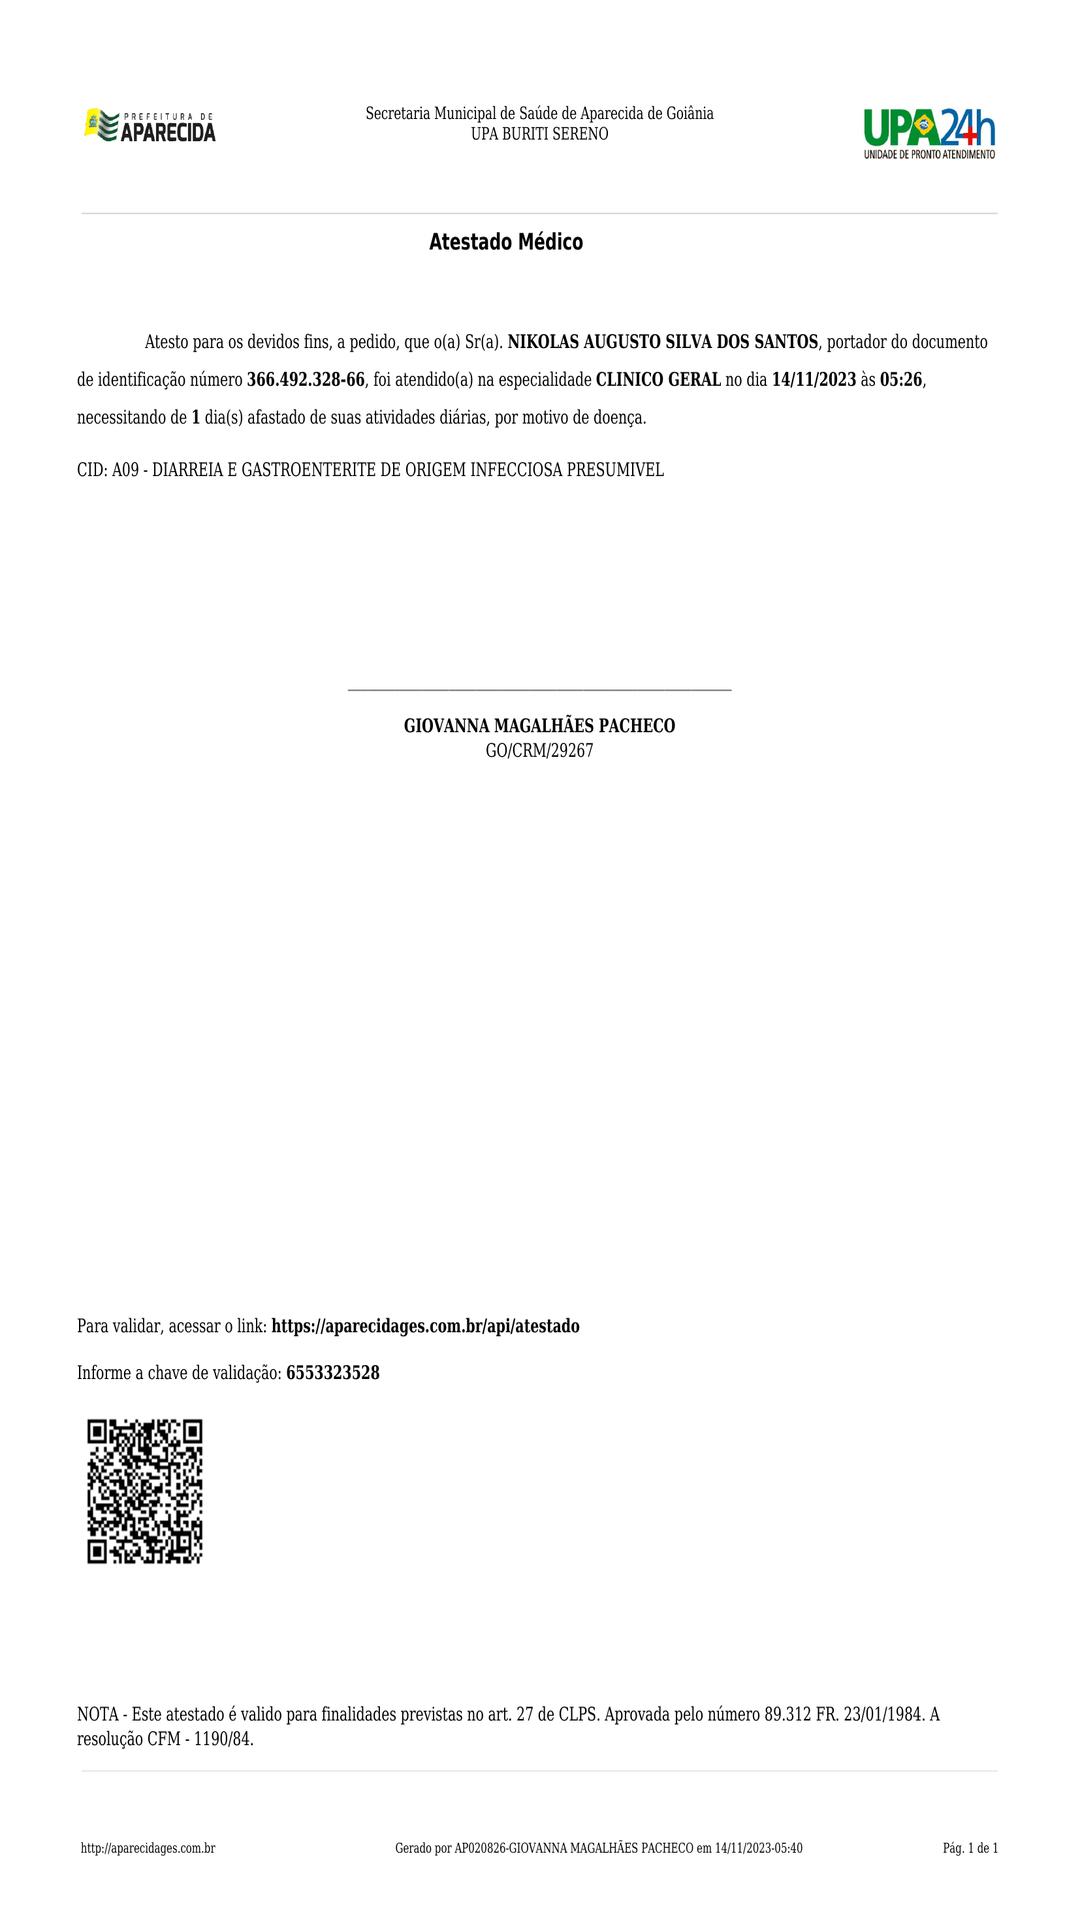 PREFEITURA DE
APARECIDA
Secretaria Municipal de Saúde de Aparecida de Goiânia
UPA BURITI SERENO
UPA24h
UNIDADE DE PRONTO ATENDIMENTO
Atestado Médico
Atesto para os devidos fins, a pedido, que o(a) Sr(a). NIKOLAS AUGUSTO SILVA DOS SANTOS, portador do documento
de identificação número 366.492.328-66, foi atendido(a) na especialidade CLINICO GERAL no dia 14/11/2023 às 05:26,
necessitando de 1 dia(s) afastado de suas atividades diárias, por motivo de doença.
CID: A09 - DIARREIA E GASTROENTERITE DE ORIGEM INFECCIOSA PRESUMIVEL
GIOVANNA MAGALHÃES PACHECO
GO/CRM/29267
Para validar, acessar o link: https://aparecidages.com.br/api/atestado
Informe a chave de validação: 6553323528
NOTA - Este atestado é valido para finalidades previstas no art. 27 de CLPS. Aprovada pelo número 89.312 FR. 23/01/1984. A
resolução CFM - 1190/84.
http://aparecidages.com.br
Gerado por AP020826-GIOVANNA MAGALHÃES PACHECO em 14/11/2023-05:40
Pág. 1 de 1